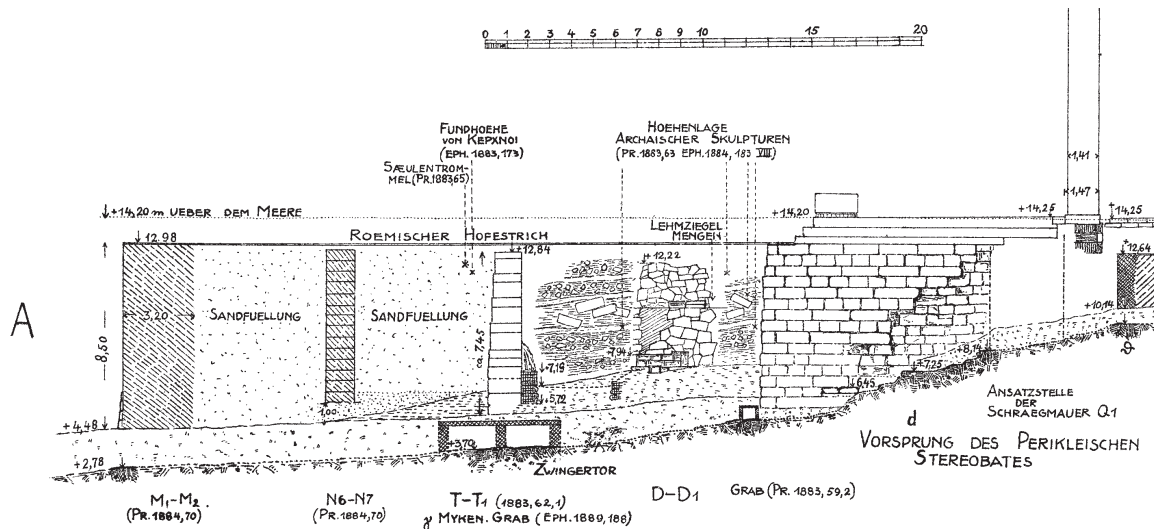 0 1 2 3 4 5 6 7 8 9 10 15 20
FUNDHOEHE
VON ΚΕΡΧΝΟΙ
(EPH. 1883, 173)
SÆULENTROM-
MEL (PR. 1883, 65)
HOEHENLAGE
ARCHAISCHER SKULPTUREN
(PR. 1883, 63 EPH. 1884, 183 VIII)
1,41
1,47
+14,20 m UEBER DEM MEERE
+14,20
+14,25
+14,25
12,98
ROEMISCHER HOFESTRICH
+12,84
LEHMZIEGEL
MENGEN
+12,22
+12,64
A
8,50
3,20
SANDFUELLUNG
SANDFUELLUNG
ca. 7,45
+10,14
-7,94
+7,19
+5,72
+8,14
+7,25
6,45
1,00
ϑ
+4,48
+3,70
+2,78
ANSATZSTELLE
DER
SCHRAEGMAUER Q1
d
VORSPRUNG DES PERIKLEISCHEN
STEREOBATES
ZWINGERTOR
M1-M2
(PR. 1884, 70)
N6-N7
(PR. 1884, 70)
T-T1 (1883, 62, 1)
γ MYKEN. GRAB (EPH. 1889, 188)
D-D1
GRAB (PR. 1883, 59, 2)